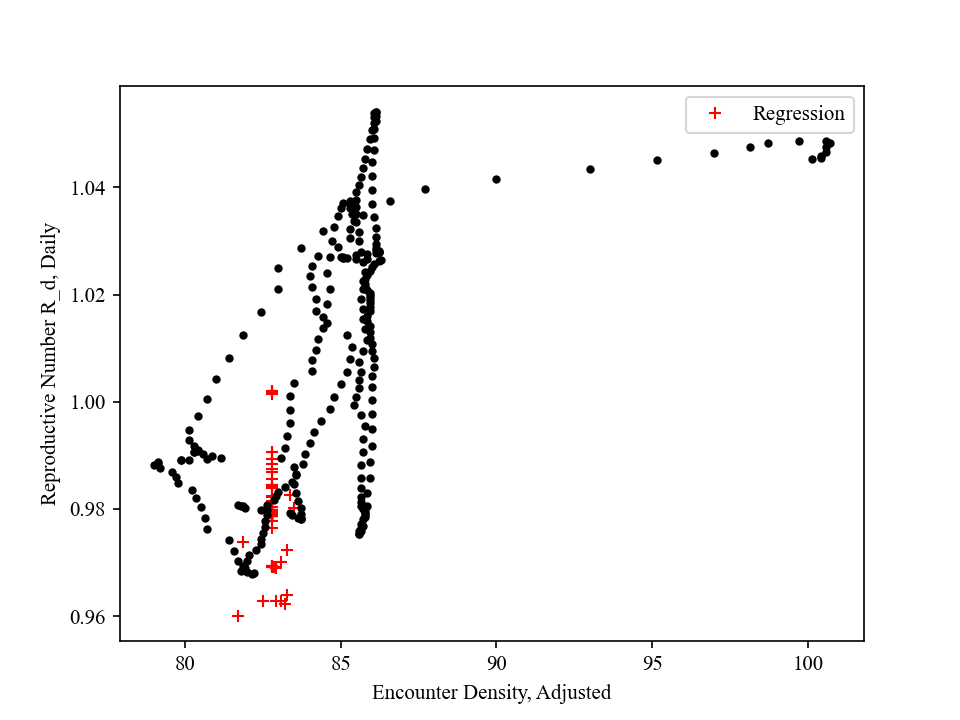 Regression
1.04
1.02
1.00
0.98
0.96
Reproductive Number R_d, Daily
80 85 90 95 100
Encounter Density, Adjusted